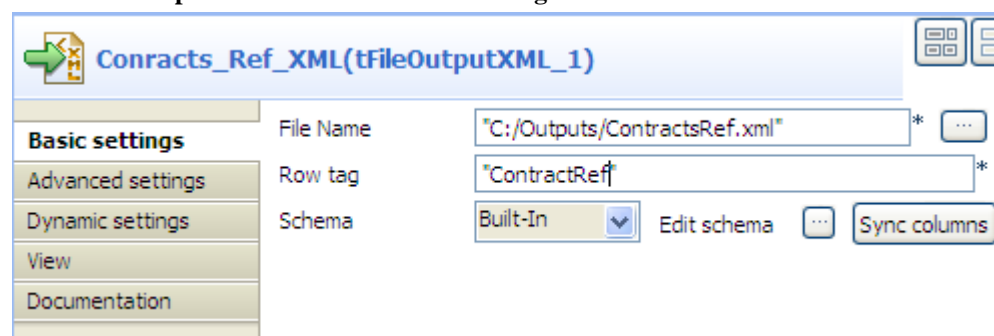 Conracts_Ref_XML(tFileOutputXML_1)
Basic settings
Advanced settings
Dynamic settings
View
Documentation
File Name "C:/Outputs/ContractsRef.xml" * ...
Row tag "ContractRef" *
Schema Built-In Edit schema ... Sync columns